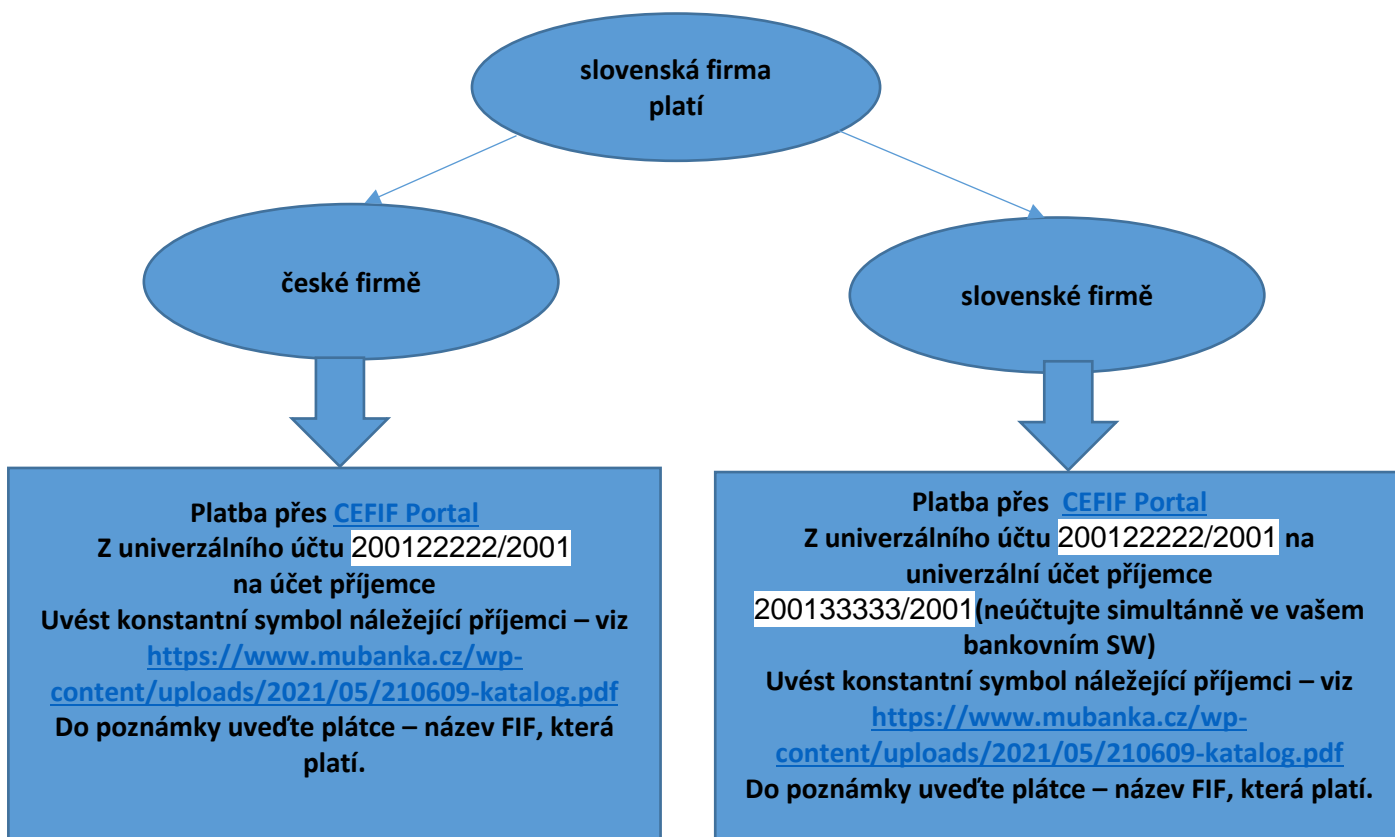 slovenská firma
platí
české firmě
slovenské firmě
Platba přes CEFIF Portal
Z univerzálního účtu 200122222/2001
na účet příjemce
Uvést konstantní symbol náležející příjemci – viz
https://www.mubanka.cz/wp-
content/uploads/2021/05/210609-katalog.pdf
Do poznámky uveďte plátce – název FIF, která
platí.
Platba přes CEFIF Portal
Z univerzálního účtu 200122222/2001 na
univerzální účet příjemce
200133333/2001(neúčtujte simultánně ve vašem
bankovním SW)
Uvést konstantní symbol náležející příjemci – viz
https://www.mubanka.cz/wp-
content/uploads/2021/05/210609-katalog.pdf
Do poznámky uveďte plátce – název FIF, která platí.